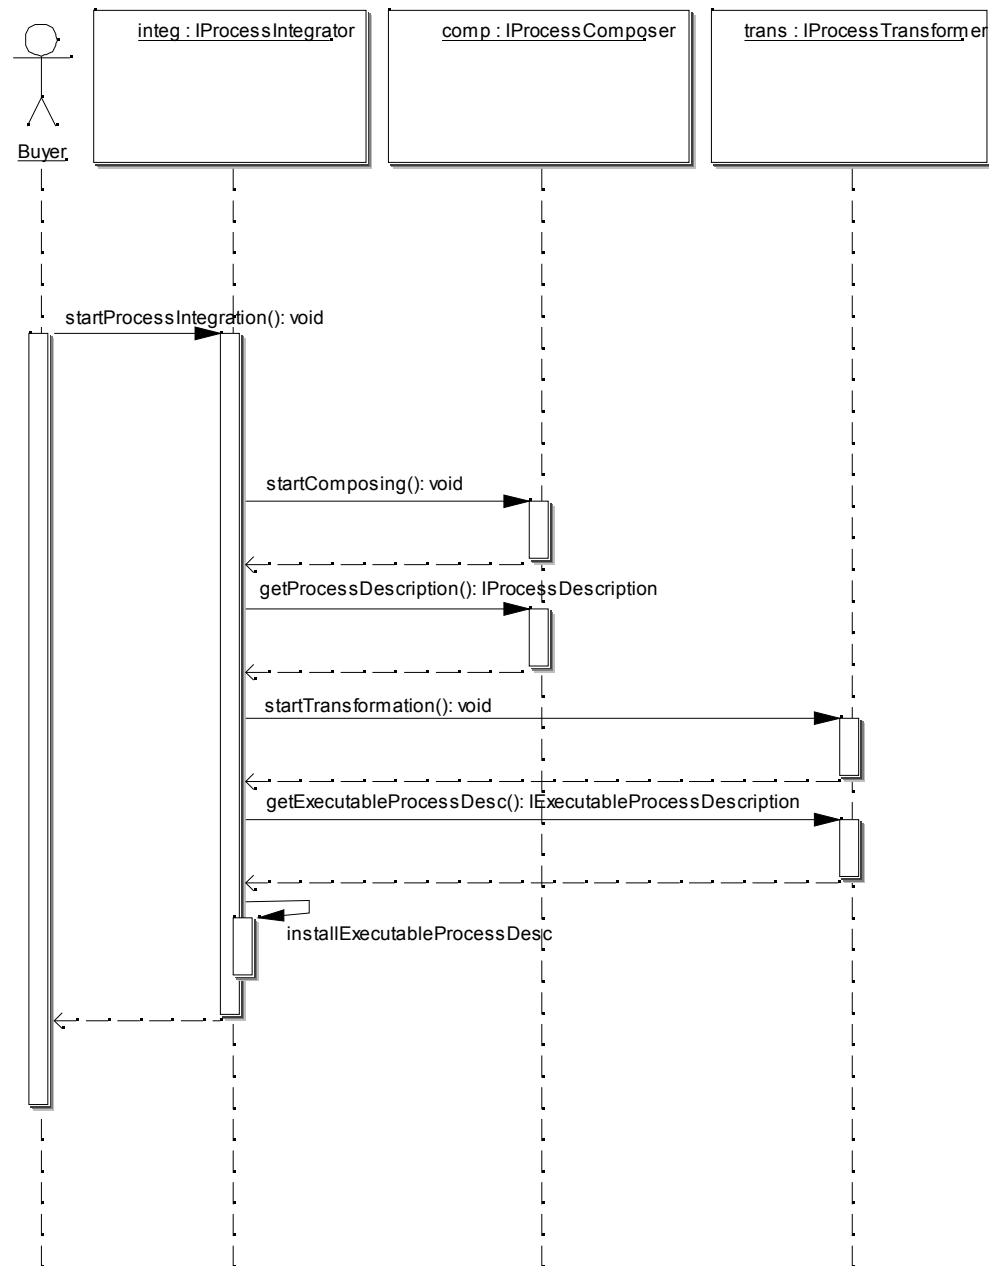 integ : IProcessIntegrator
comp : IProcessComposer
trans : IProcessTransformer
Buyer
startProcessIntegration(): void
startComposing(): void
getProcessDescription(): IProcessDescription
startTransformation(): void
getExecutableProcessDesc(): IExecutableProcessDescription
installExecutableProcessDesc